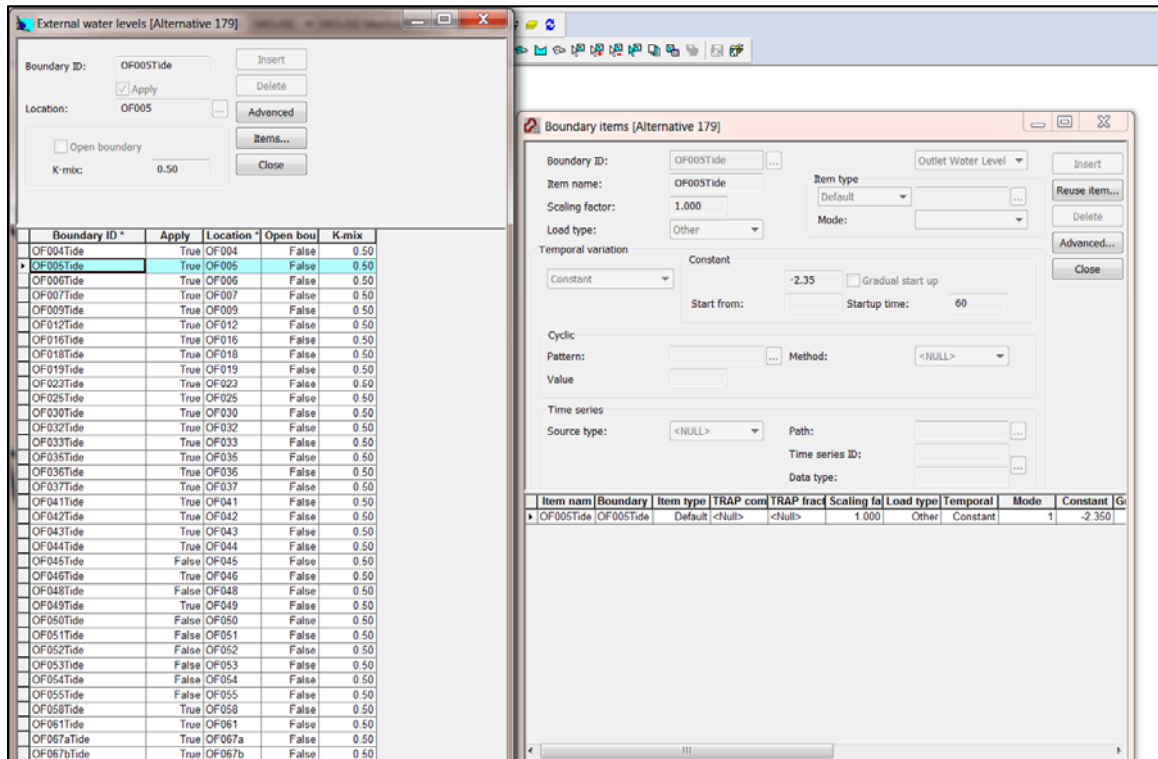 External water levels [Alternative 179]
Boundary ID: OF005Tide Insert
Apply Delete
Location: OF005 ... Advanced
Open boundary Items...
K-mix: 0.50 Close
Boundary ID * Apply Location * Open bou K-mix
OF004Tide True OF004 False 0.50
OF005Tide True OF005 False 0.50
OF006Tide True OF006 False 0.50
OF007Tide True OF007 False 0.50
OF009Tide True OF009 False 0.50
OF012Tide True OF012 False 0.50
OF016Tide True OF016 False 0.50
OF018Tide True OF018 False 0.50
OF019Tide True OF019 False 0.50
OF023Tide True OF023 False 0.50
OF025Tide True OF025 False 0.50
OF030Tide True OF030 False 0.50
OF032Tide True OF032 False 0.50
OF033Tide True OF033 False 0.50
OF035Tide True OF035 False 0.50
OF036Tide True OF036 False 0.50
OF037Tide True OF037 False 0.50
OF041Tide True OF041 False 0.50
OF042Tide True OF042 False 0.50
OF043Tide True OF043 False 0.50
OF044Tide True OF044 False 0.50
OF045Tide False OF045 False 0.50
OF046Tide True OF046 False 0.50
OF048Tide False OF048 False 0.50
OF049Tide True OF049 False 0.50
OF050Tide False OF050 False 0.50
OF051Tide False OF051 False 0.50
OF052Tide False OF052 False 0.50
OF053Tide False OF053 False 0.50
OF054Tide False OF054 False 0.50
OF055Tide False OF055 False 0.50
OF058Tide True OF058 False 0.50
OF061Tide True OF061 False 0.50
OF067aTide True OF067a False 0.50
OF067bTide True OF067b False 0.50
Boundary items [Alternative 179]
Boundary ID: OF005Tide ... Outlet Water Level Insert
Item name: OF005Tide Item type Reuse item...
Scaling factor: 1.000 Default ... Delete
Load type: Other Mode: Advanced...
Temporal variation Close
Constant
Constant -2.35 Gradual start up
Start from: Startup time: 60
Cyclic
Pattern: ... Method: <NULL>
Value
Time series
Source type: <NULL> Path: ...
Time series ID: ...
Data type:
Item nam Boundary Item type TRAP com TRAP fract Scaling fa Load type Temporal Mode Constant G
OF005Tide OF005Tide Default <Null> <Null> 1.000 Other Constant 1 -2.350